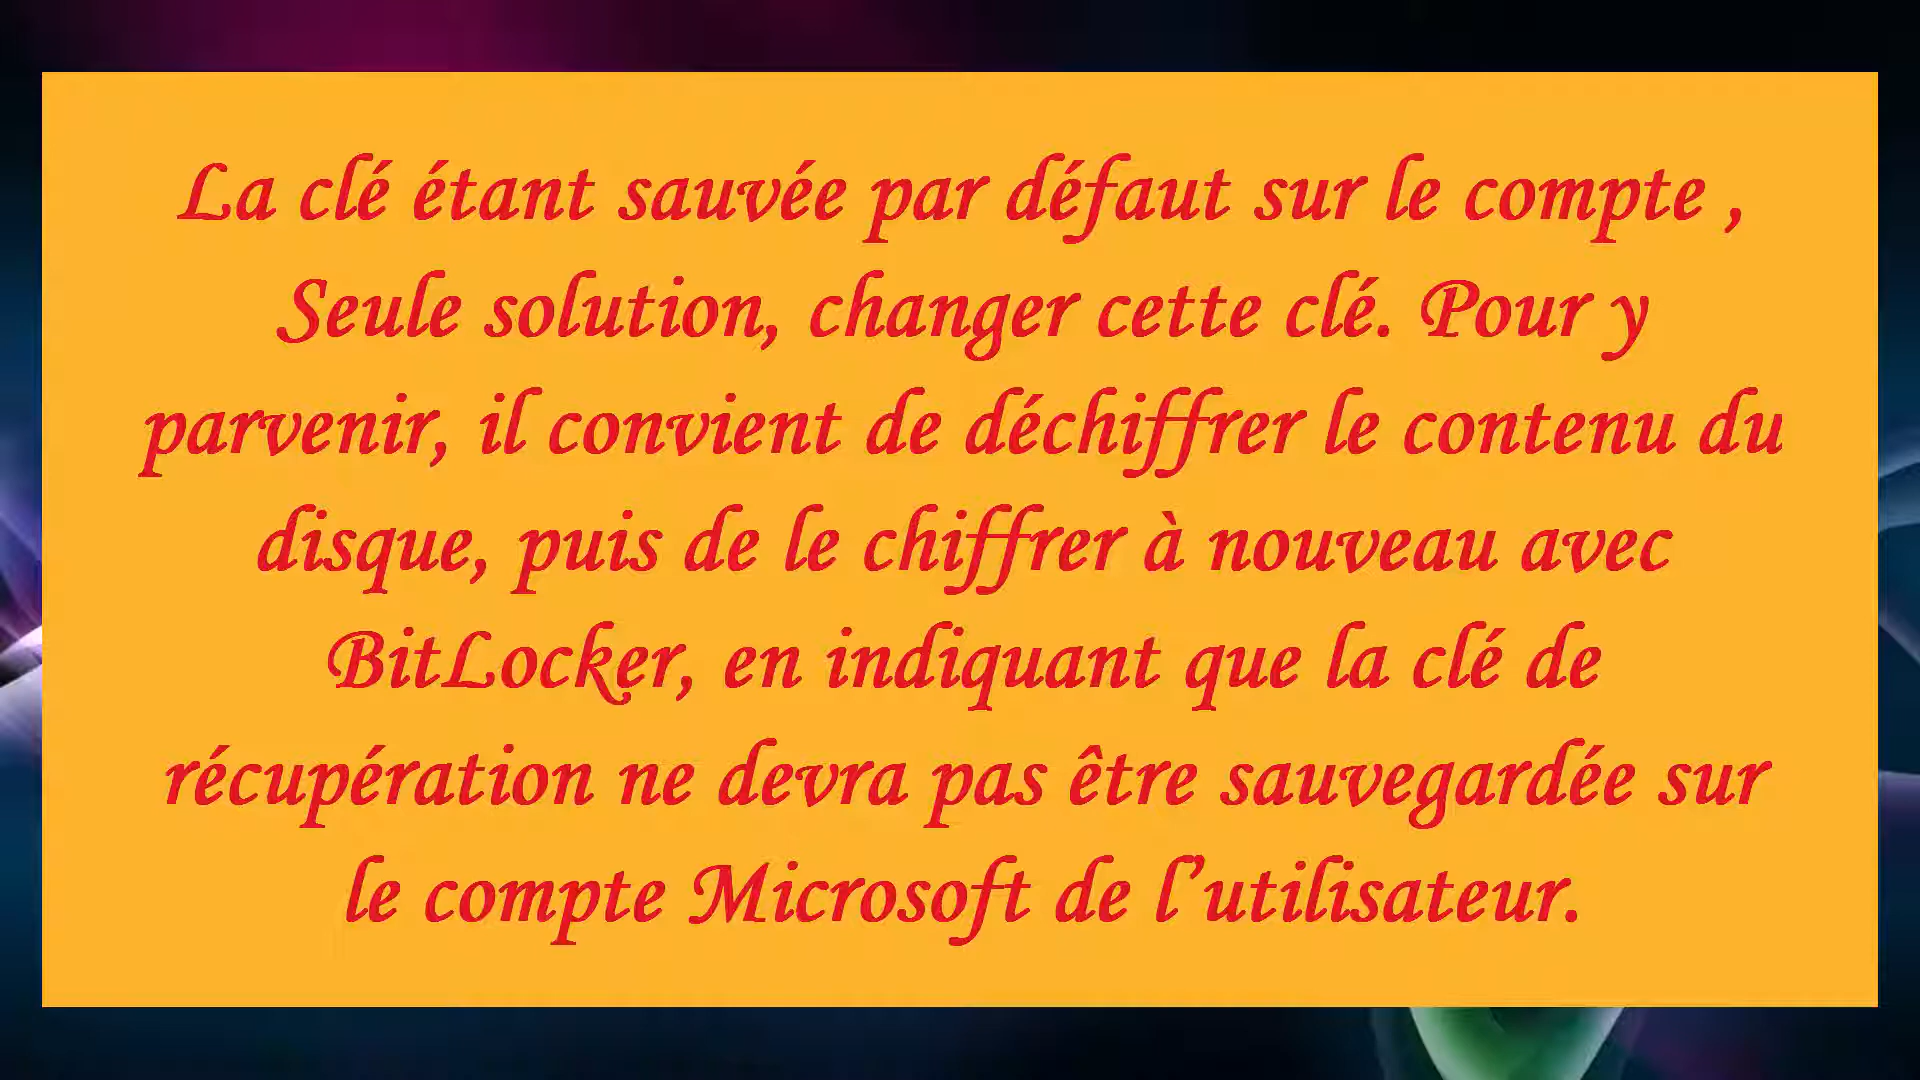 La clé étant sauvée par défaut sur le compte ,
Seule solution, changer cette clé. Pour y
parvenir, il convient de déchiffrer le contenu du
disque, puis de le chiffrer à nouveau avec
BitLocker, en indiquant que la clé de
récupération ne devra pas être sauvegardée sur
le compte Microsoft de l’utilisateur.